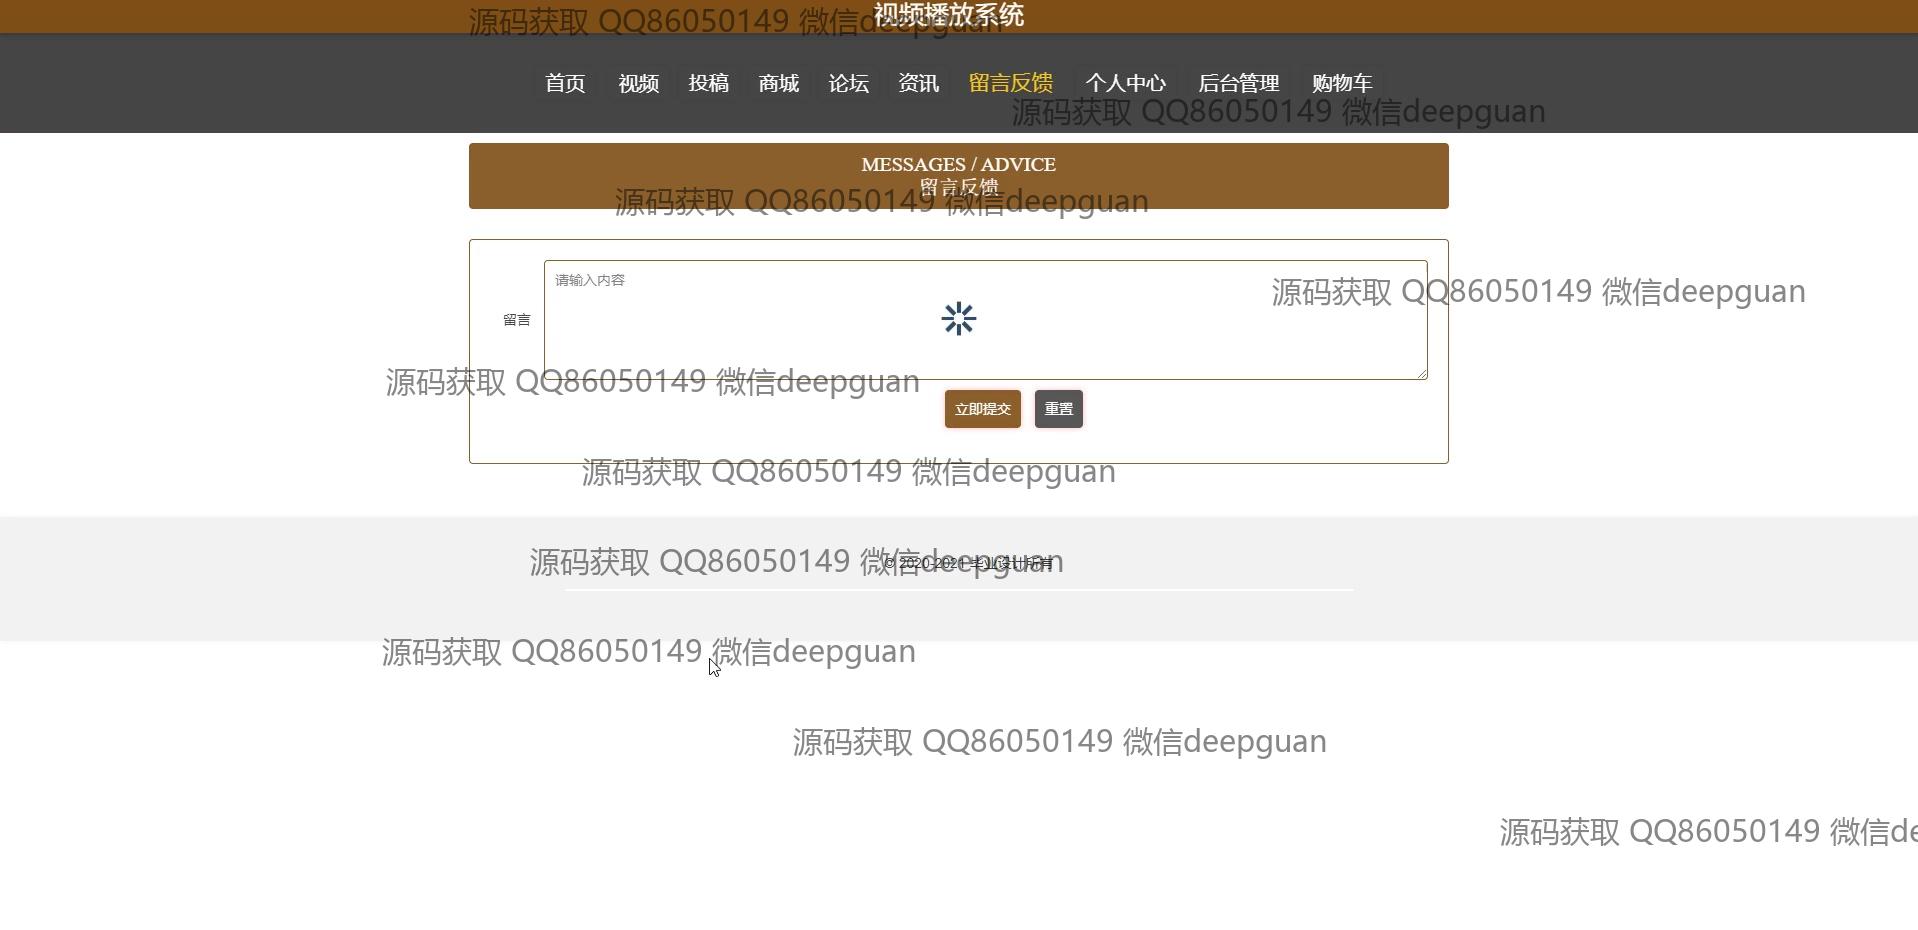 视频播放系统
源码获取 QQ86050149 微信deepguan
首页 视频 投稿 商城 论坛 资讯 留言反馈 个人中心 后台管理 购物车
源码获取 QQ86050149 微信deepguan
MESSAGES / ADVICE
留言反馈
源码获取 QQ86050149 微信deepguan
请输入内容
源码获取 QQ86050149 微信deepguan
留言
源码获取 QQ86050149 微信deepguan
立即提交 重置
源码获取 QQ86050149 微信deepguan
源码获取 QQ86050149 微信deepguan
© 2020-2021 毕业设计所有
源码获取 QQ86050149 微信deepguan
源码获取 QQ86050149 微信deepguan
源码获取 QQ86050149 微信de